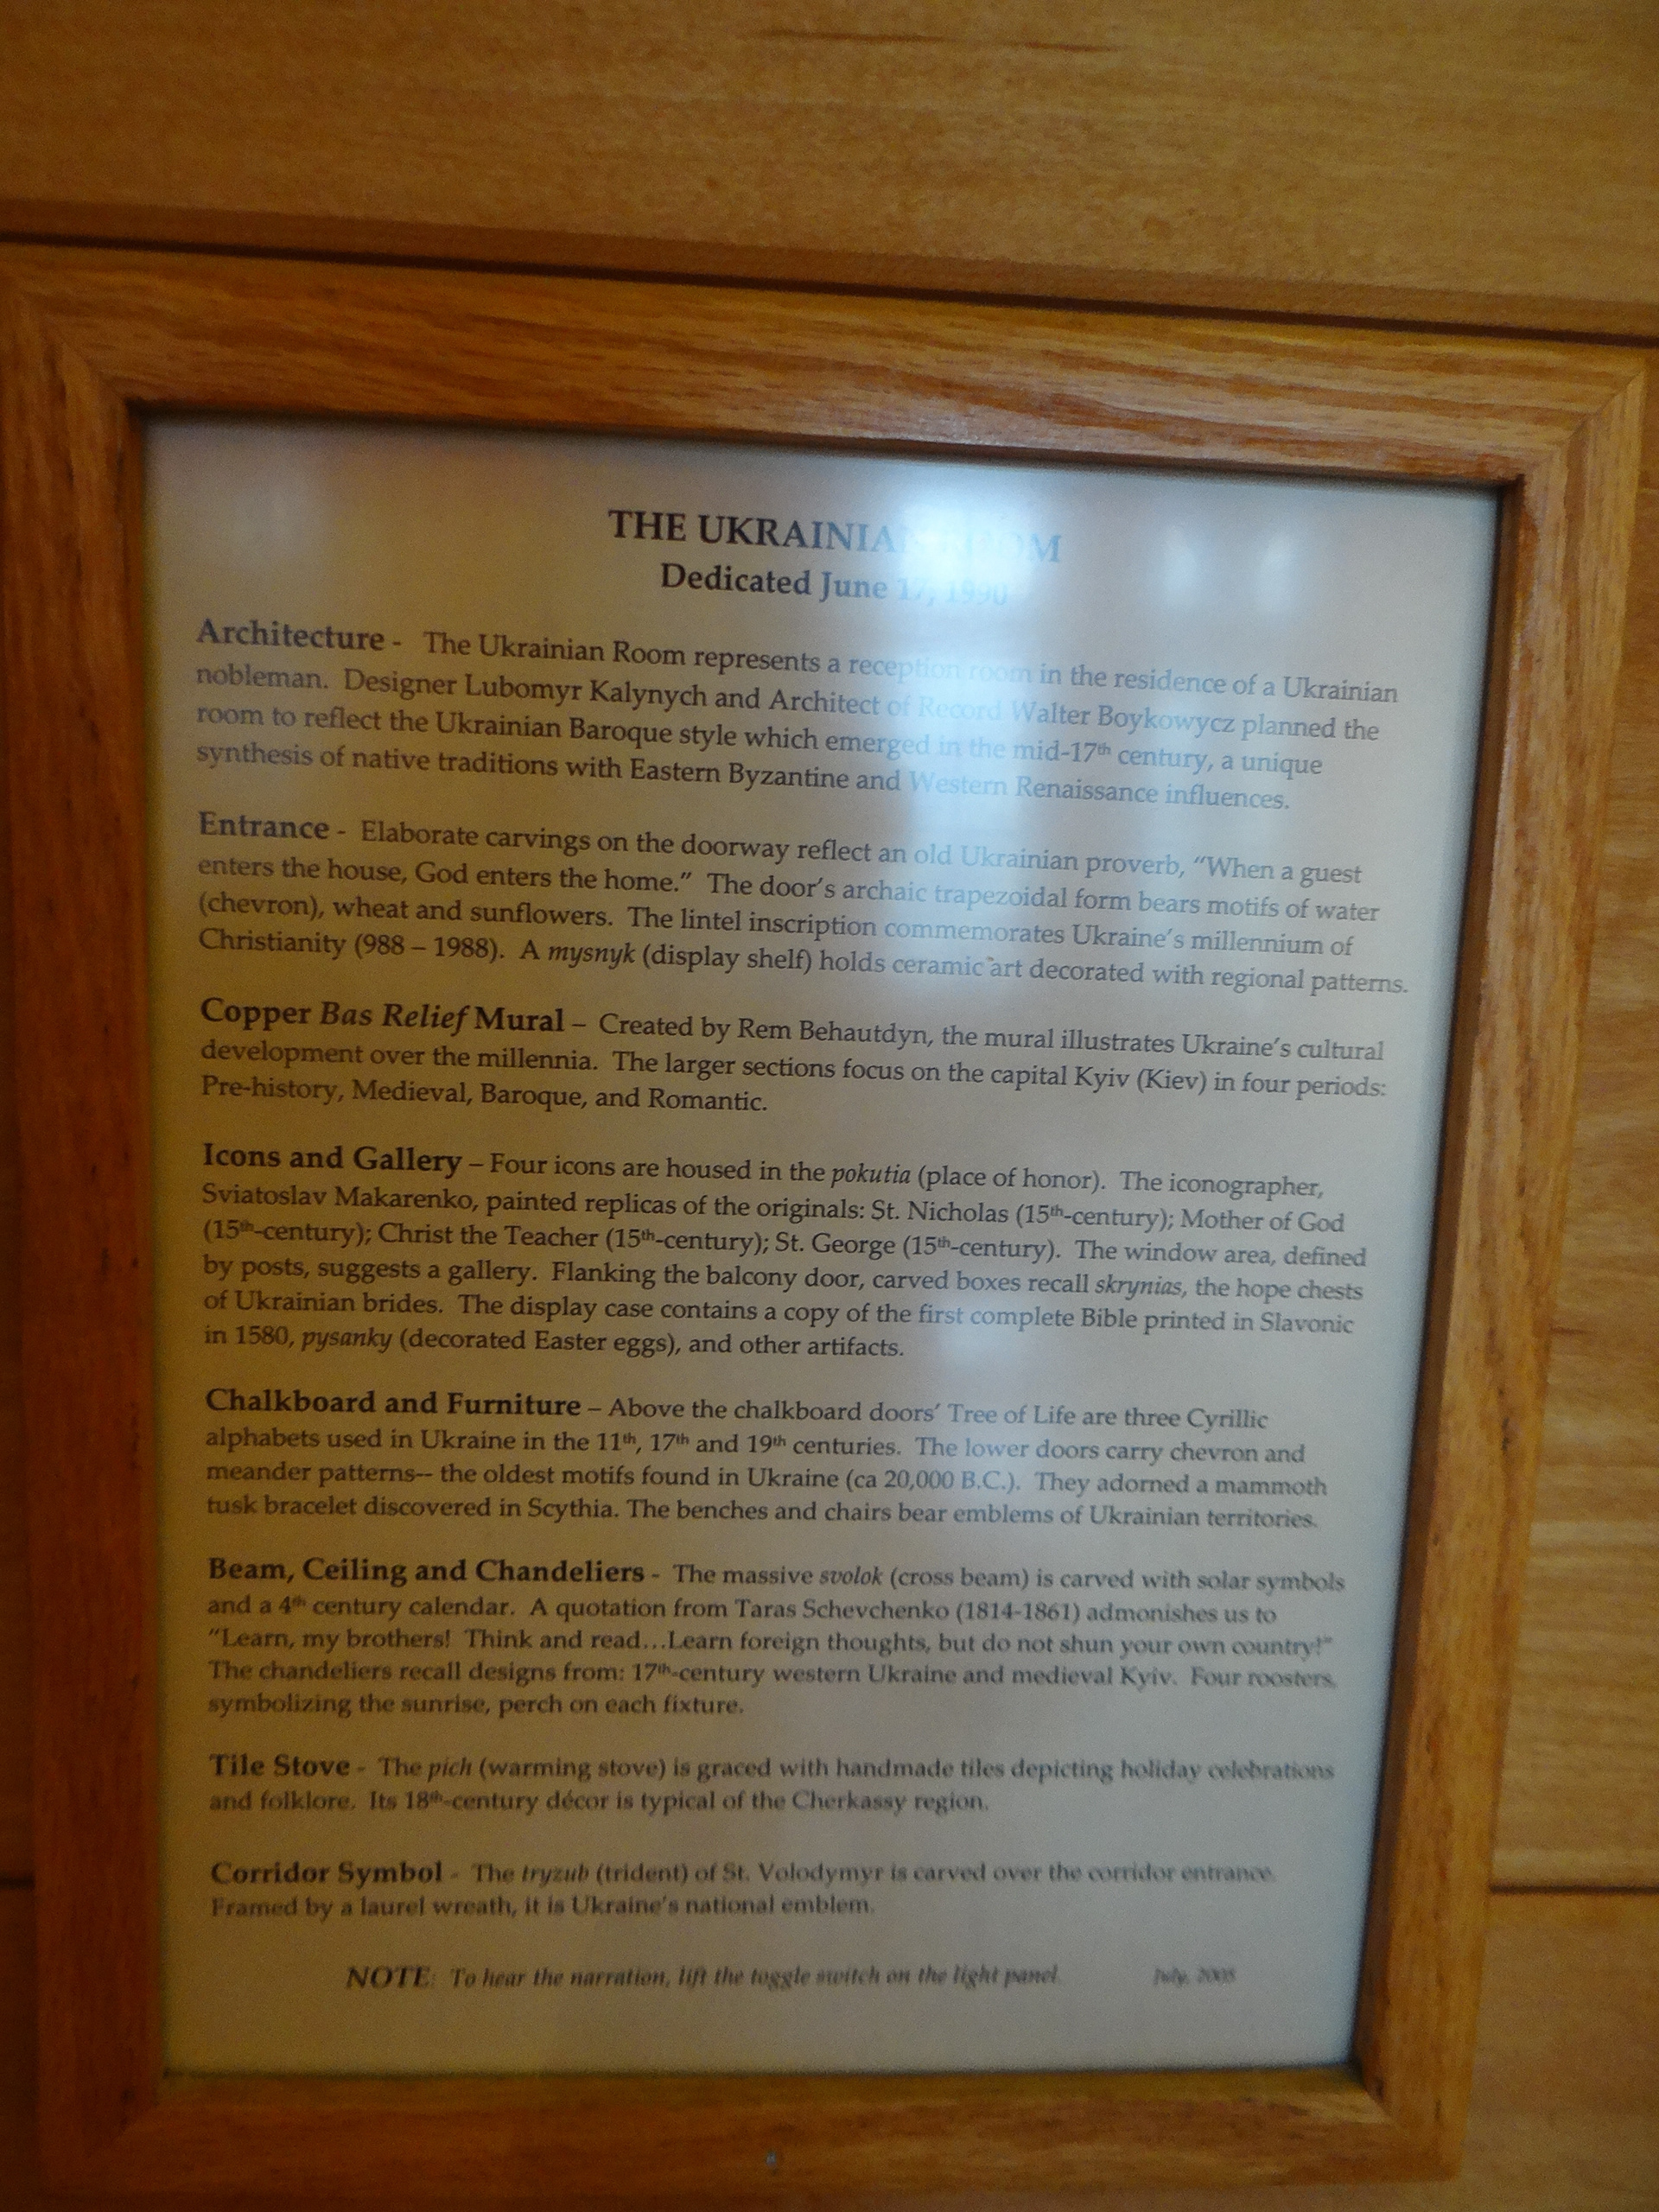 THE UKRAINIAN ROOM
Dedicated June 17, 1990
Architecture - The Ukrainian Room represents a reception room in the residence of a Ukrainian
nobleman. Designer Lubomyr Kalynych and Architect of Record Walter Boykowycz planned the
room to reflect the Ukrainian Baroque style which emerged in the mid-17th century, a unique
synthesis of native traditions with Eastern Byzantine and Western Renaissance influences.
Entrance - Elaborate carvings on the doorway reflect an old Ukrainian proverb, “When a guest
enters the house, God enters the home.” The door’s archaic trapezoidal form bears motifs of water
(chevron), wheat and sunflowers. The lintel inscription commemorates Ukraine’s millennium of
Christianity (988 – 1988). A mysnyk (display shelf) holds ceramic art decorated with regional patterns.
Copper Bas Relief Mural – Created by Rem Behautdyn, the mural illustrates Ukraine’s cultural
development over the millennia. The larger sections focus on the capital Kyiv (Kiev) in four periods:
Pre-history, Medieval, Baroque, and Romantic.
Icons and Gallery – Four icons are housed in the pokutia (place of honor). The iconographer,
Sviatoslav Makarenko, painted replicas of the originals: St. Nicholas (15th-century); Mother of God
(15th-century); Christ the Teacher (15th-century); St. George (15th-century). The window area, defined
by posts, suggests a gallery. Flanking the balcony door, carved boxes recall skrynias, the hope chests
of Ukrainian brides. The display case contains a copy of the first complete Bible printed in Slavonic
in 1580, pysanky (decorated Easter eggs), and other artifacts.
Chalkboard and Furniture – Above the chalkboard doors’ Tree of Life are three Cyrillic
alphabets used in Ukraine in the 11th, 17th and 19th centuries. The lower doors carry chevron and
meander patterns-- the oldest motifs found in Ukraine (ca 20,000 B.C.). They adorned a mammoth
tusk bracelet discovered in Scythia. The benches and chairs bear emblems of Ukrainian territories.
Beam, Ceiling and Chandeliers - The massive svolok (cross beam) is carved with solar symbols
and a 4th century calendar. A quotation from Taras Schevchenko (1814-1861) admonishes us to
“Learn, my brothers! Think and read…Learn foreign thoughts, but do not shun your own country!”
The chandeliers recall designs from: 17th-century western Ukraine and medieval Kyiv. Four roosters,
symbolizing the sunrise, perch on each fixture.
Tile Stove - The pich (warming stove) is graced with handmade tiles depicting holiday celebrations
and folklore. Its 18th-century décor is typical of the Cherkassy region.
Corridor Symbol - The tryzub (trident) of St. Volodymyr is carved over the corridor entrance.
Framed by a laurel wreath, it is Ukraine’s national emblem.
NOTE: To hear the narration, lift the toggle switch on the light panel. July,